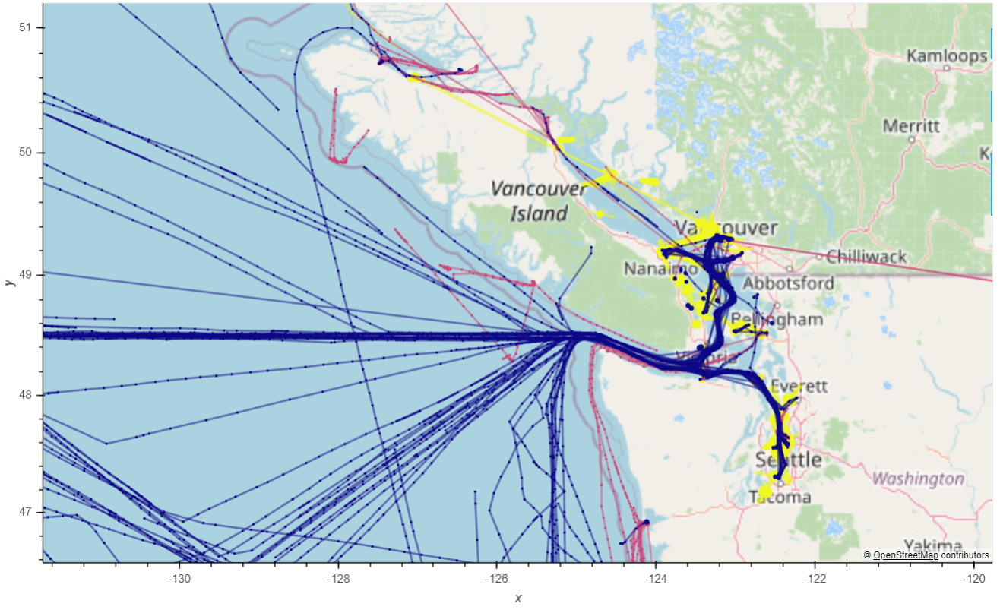 51
50
49
48
47
y
Kamloops
Merritt
K
Vancouver
Island
Vancouver
Chilliwack
Nanaimo
Abbotsford
Bellingham
Victoria
Everett
Seattle
Washington
Tacoma
Yakima
© OpenStreetMap contributors
-130
-128
-126
-124
-122
-120
x